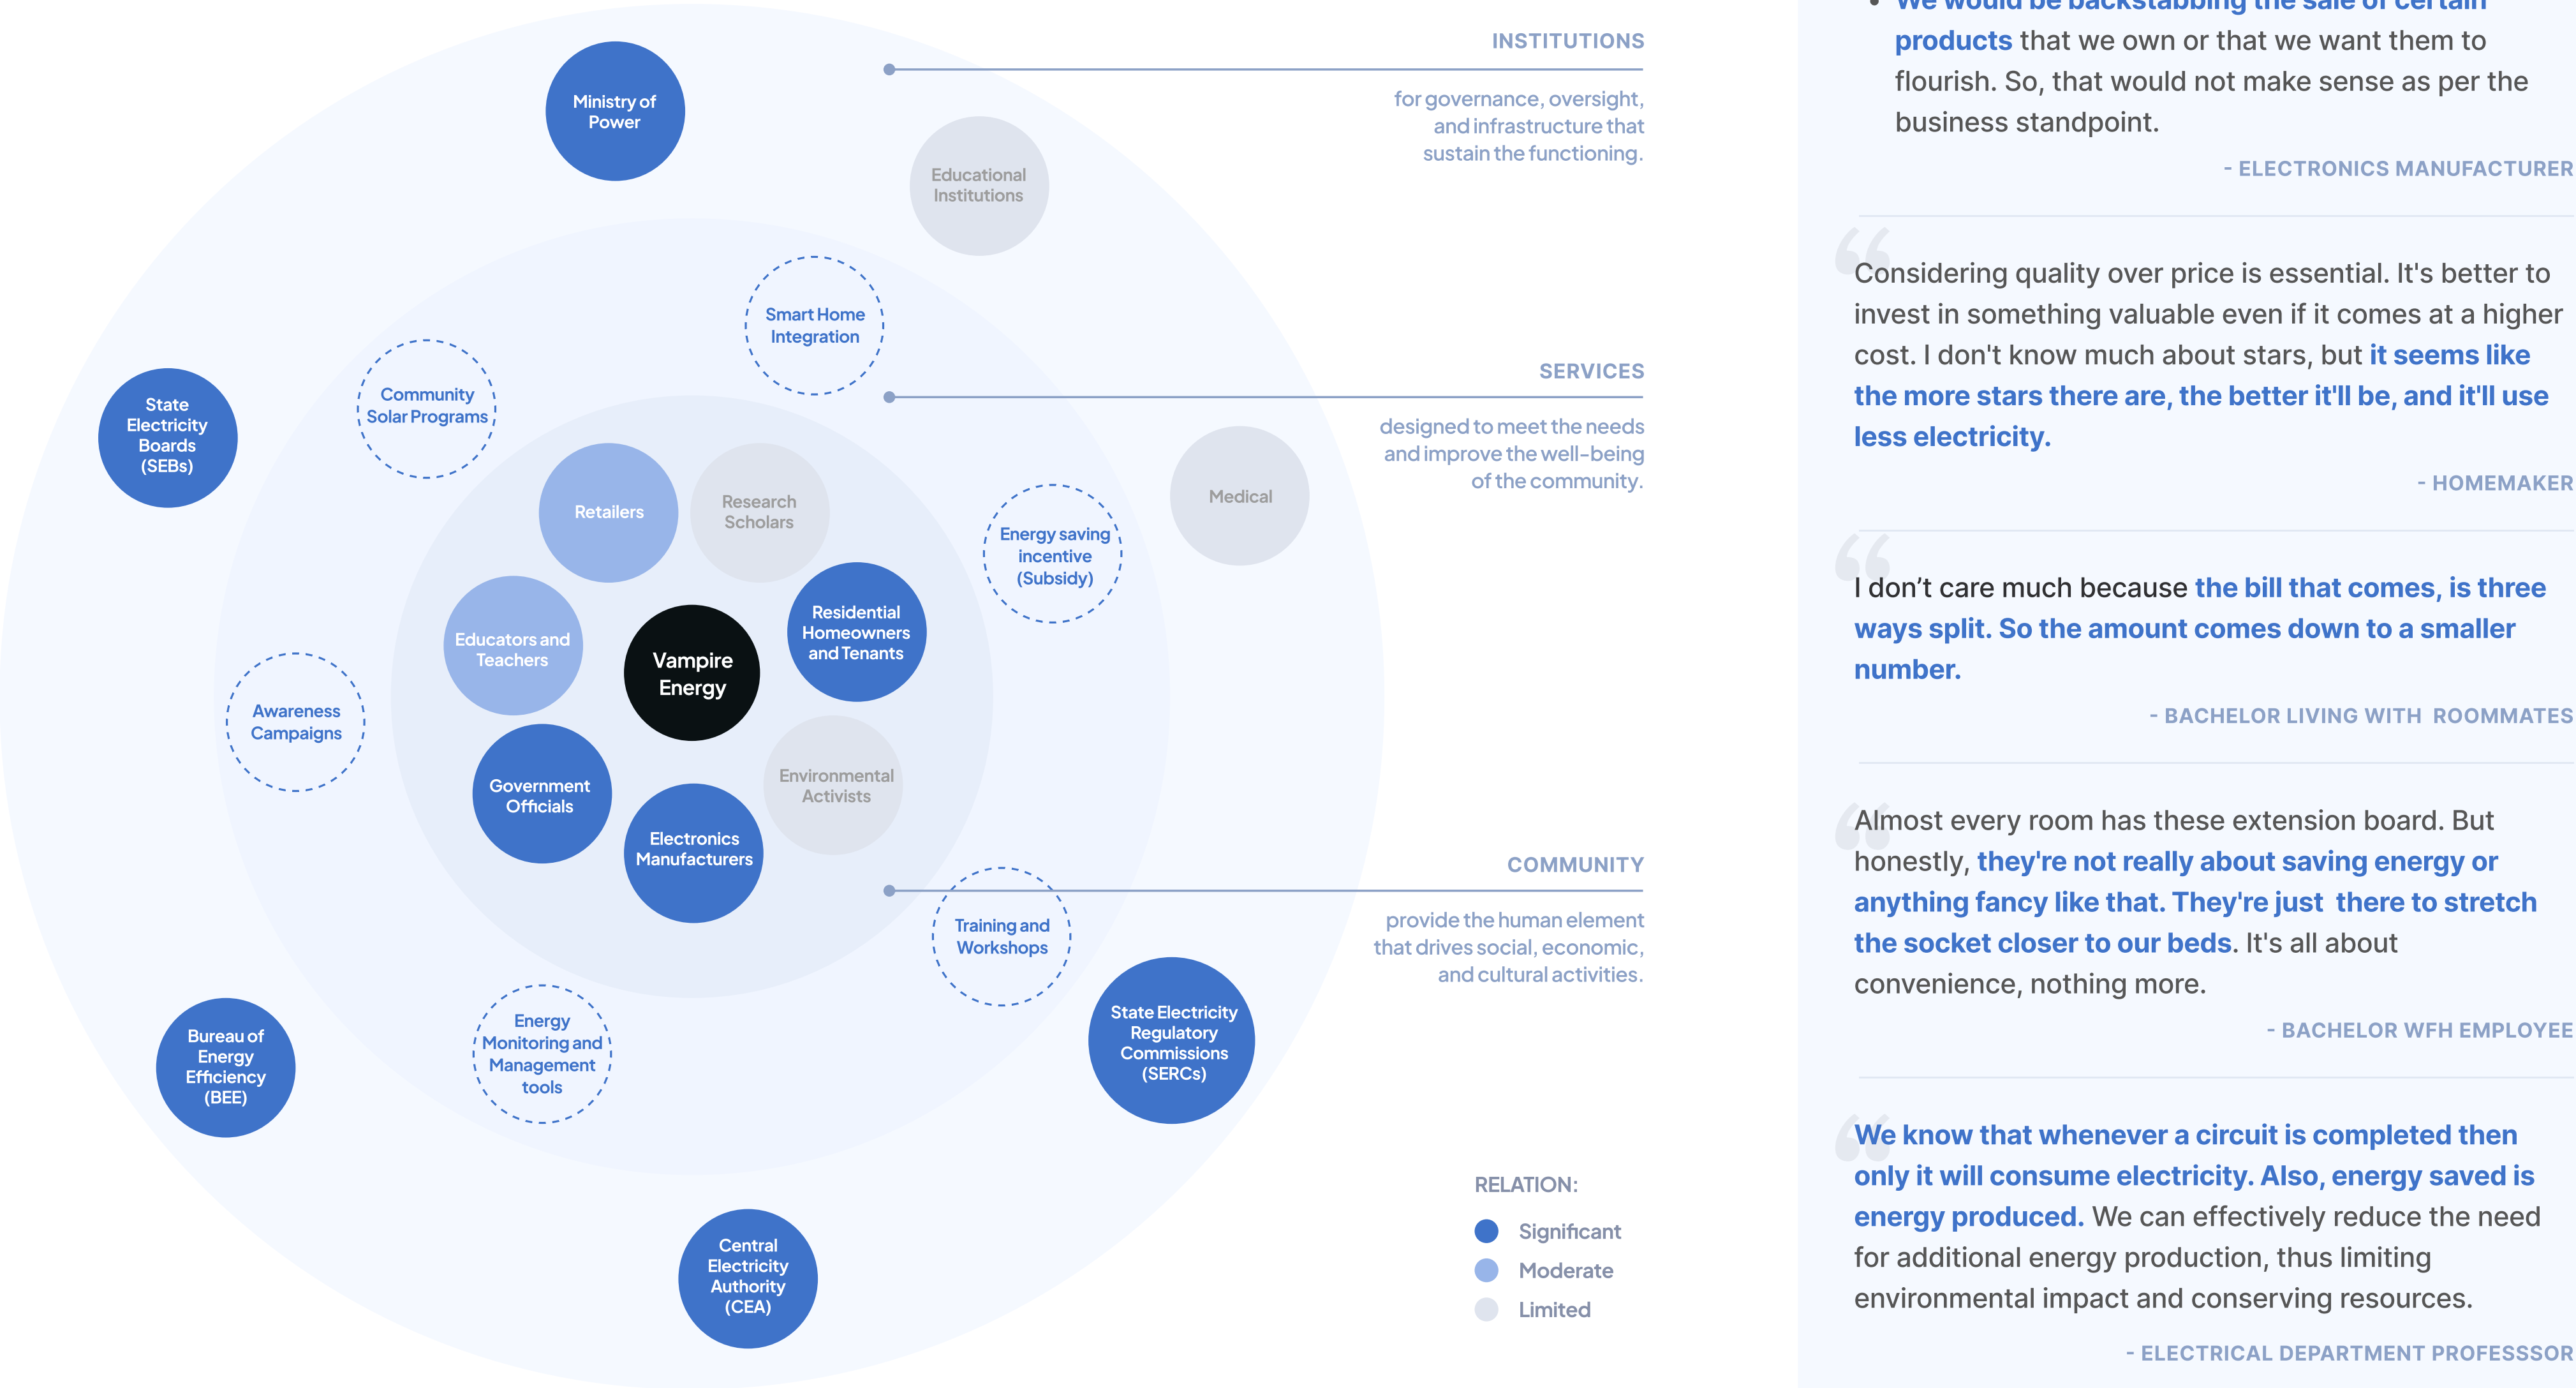 Ministry of
Power
Educational
Institutions
Smart Home
Integration
Community
Solar Programs
State
Electricity
Boards
(SEBs)
Retailers
Research
Scholars
Medical
Energy saving
incentive
(Subsidy)
Residential
Homeowners
and Tenants
Educators and
Teachers
Vampire
Energy
Awareness
Campaigns
Government
Officials
Environmental
Activists
Electronics
Manufacturers
Training and
Workshops
Energy
Monitoring and
Management
tools
State Electricity
Regulatory
Commissions
(SERCs)
Bureau of
Energy
Efficiency
(BEE)
Central
Electricity
Authority
(CEA)
INSTITUTIONS
for governance, oversight,
and infrastructure that
sustain the functioning.
SERVICES
designed to meet the needs
and improve the well-being
of the community.
COMMUNITY
provide the human element
that drives social, economic,
and cultural activities.
RELATION:
Significant
Moderate
Limited
We would be backstabbing the sale of certain
products that we own or that we want them to
flourish. So, that would not make sense as per the
business standpoint.
- ELECTRONICS MANUFACTURER
“
Considering quality over price is essential. It's better to
invest in something valuable even if it comes at a higher
cost. I don't know much about stars, but it seems like
the more stars there are, the better it'll be, and it'll use
less electricity.
- HOMEMAKER
“
I don’t care much because the bill that comes, is three
ways split. So the amount comes down to a smaller
number.
- BACHELOR LIVING WITH ROOMMATES
“
Almost every room has these extension board. But
honestly, they're not really about saving energy or
anything fancy like that. They're just there to stretch
the socket closer to our beds. It's all about
convenience, nothing more.
- BACHELOR WFH EMPLOYEE
“
We know that whenever a circuit is completed then
only it will consume electricity. Also, energy saved is
energy produced. We can effectively reduce the need
for additional energy production, thus limiting
environmental impact and conserving resources.
- ELECTRICAL DEPARTMENT PROFESSSOR